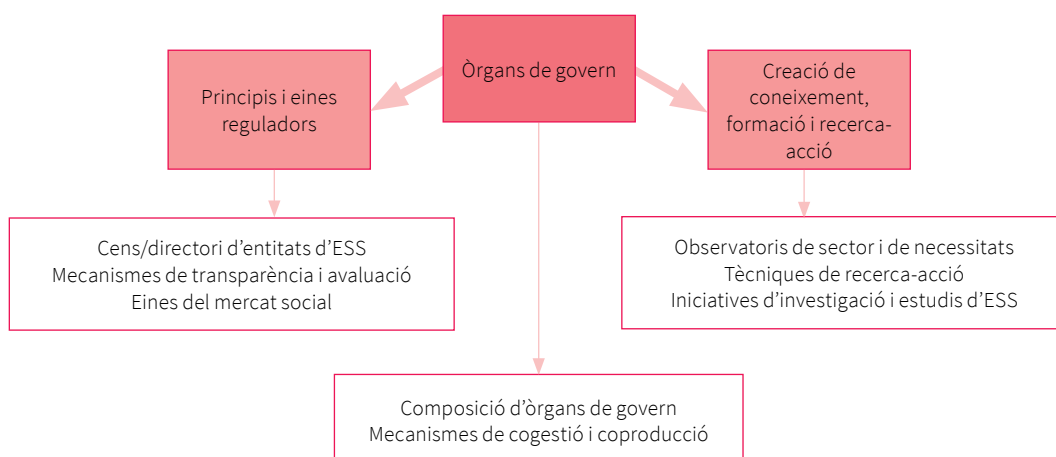 Òrgans de govern
Principis i eines
reguladors
Creació de
coneixement,
formació i recerca-
acció
Cens/directori d’entitats d’ESS
Mecanismes de transparència i avaluació
Eines del mercat social
Observatoris de sector i de necessitats
Tècniques de recerca-acció
Iniciatives d’investigació i estudis d’ESS
Composició d’òrgans de govern
Mecanismes de cogestió i coproducció